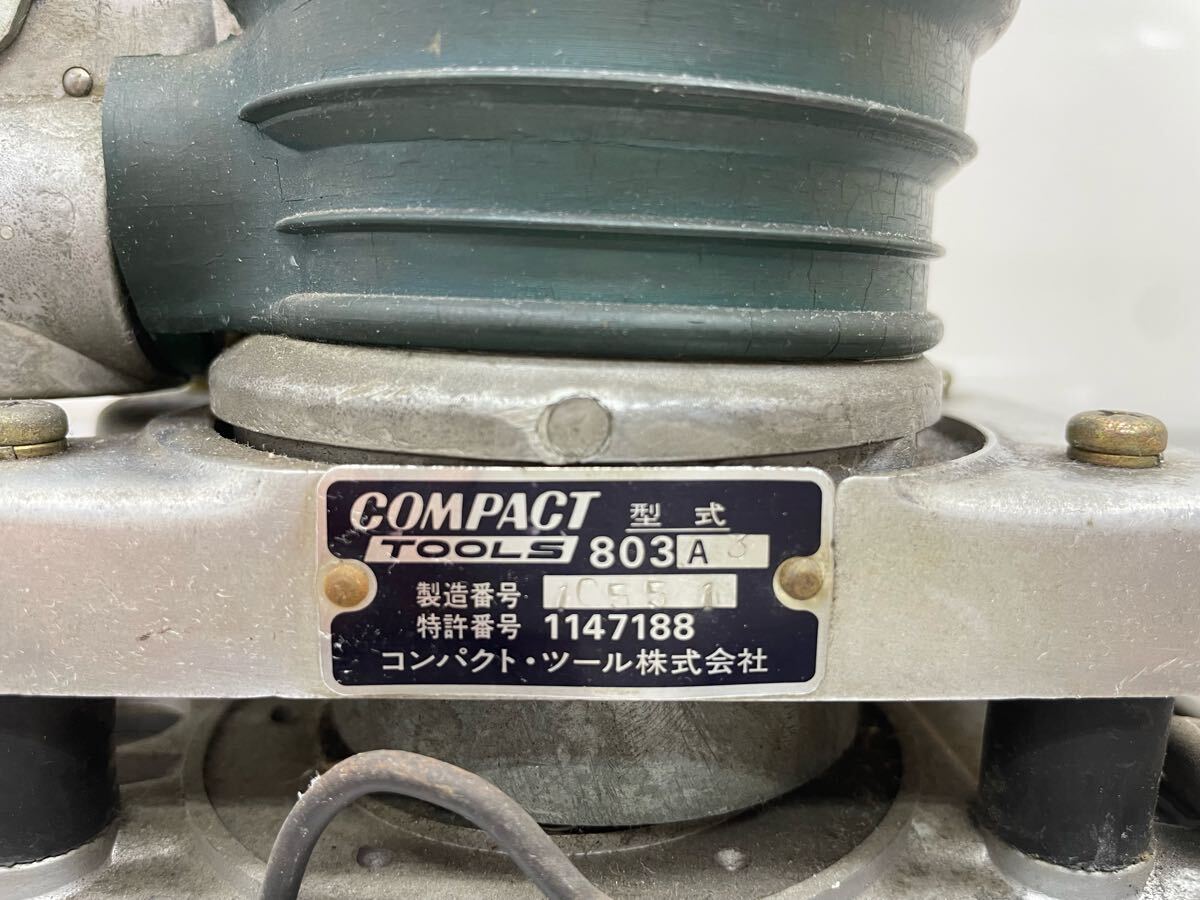 COMPACT 型式
TOOLS 803 A 3
製造番号
特許番号 1147188
コンパクト・ツール株式会社